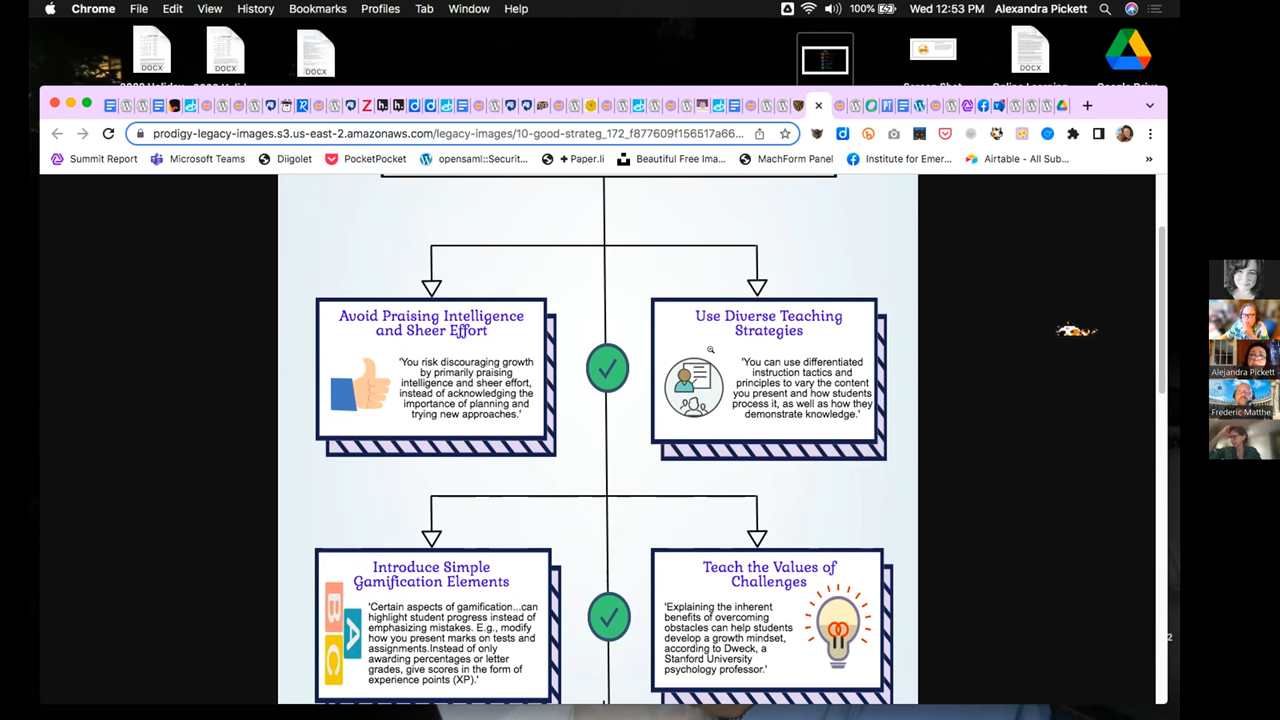 Chrome File Edit View History Bookmarks Profiles Tab Window Help 100% Wed 12:53 PM Alexandra Pickett
DOCX DOCX DOCX
prodigy-legacy-images.s3.us-east-2.amazonaws.com/legacy-images/10-good-strateg_172_f877609f156517a66...
Summit Report Microsoft Teams Diigolet PocketPocket opensami::Securit... + Paper.li Beautiful Free Ima... MachForm Panel Institute for Emer... Airtable - All Sub... »
Avoid Praising Intelligence
and Sheer Effort
'You risk discouraging growth
by primarily praising
intelligence and sheer effort,
instead of acknowledging the
importance of planning and
trying new approaches.'
Use Diverse Teaching
Strategies
'You can use differentiated
instruction tactics and
principles to vary the content
you present and how students
process it, as well as how they
demonstrate knowledge.'
Introduce Simple
Gamification Elements
B
A
C
'Certain aspects of gamification...can
highlight student progress instead of
emphasizing mistakes. E.g., modify
how you present marks on tests and
assignments.Instead of only
awarding percentages or letter
grades, give scores in the form of
experience points (XP).'
Teach the Values of
Challenges
'Explaining the inherent
benefits of overcoming
obstacles can help students
develop a growth mindset,
according to Dweck, a
Stanford University
psychology professor.'
Alejandra Pickett
Frederic Matthe